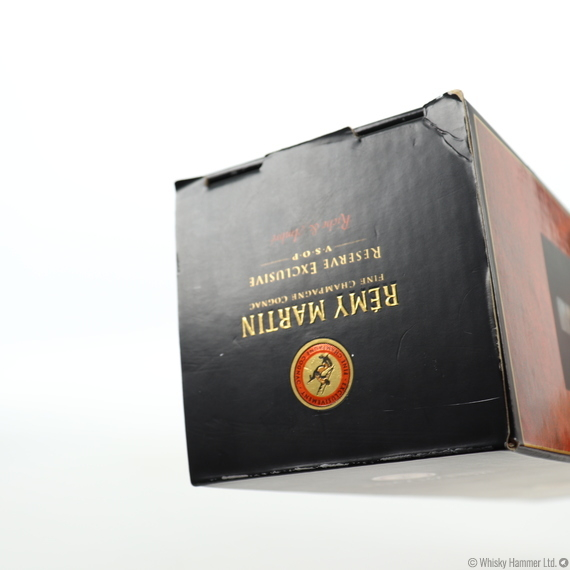 RÉMY MARTIN
FINE CHAMPAGNE COGNAC
RESERVE EXCLUSIVE
V·S·O·P
© Whisky Hammer Ltd.